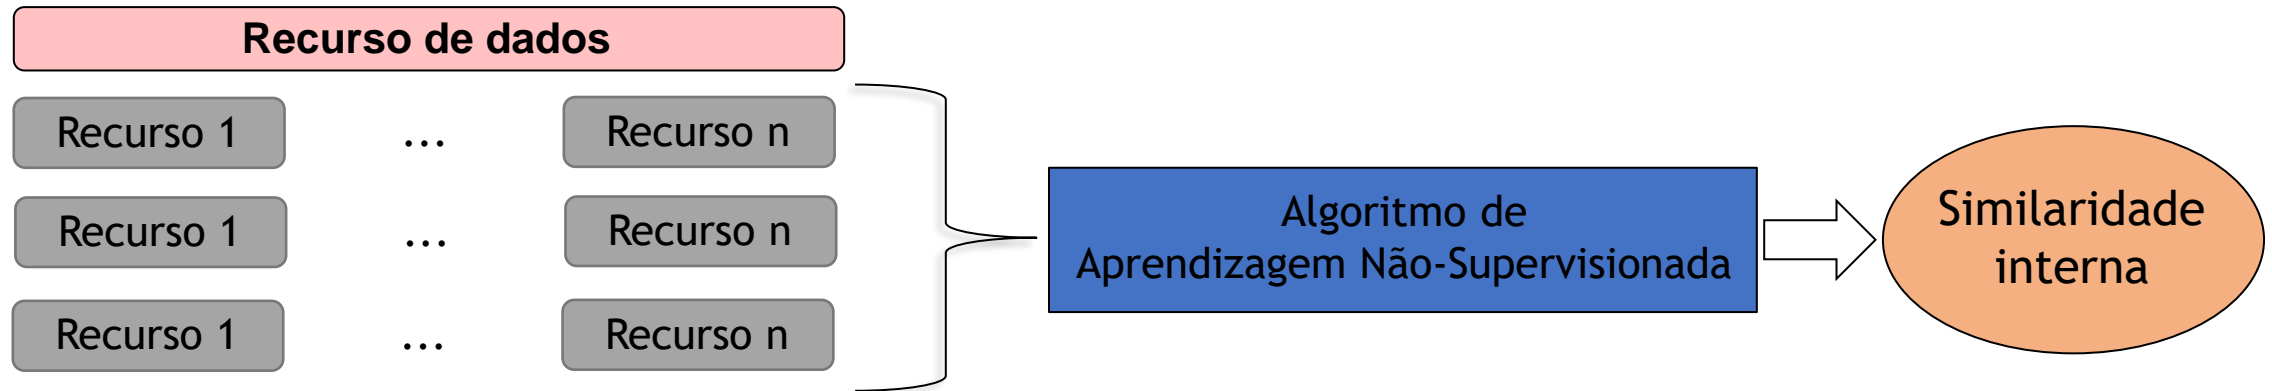 Recurso de dados
Recurso 1 ... Recurso n
Recurso 1 ... Recurso n
Recurso 1 ... Recurso n
Algoritmo de
Aprendizagem Não-Supervisionada
Similaridade
interna